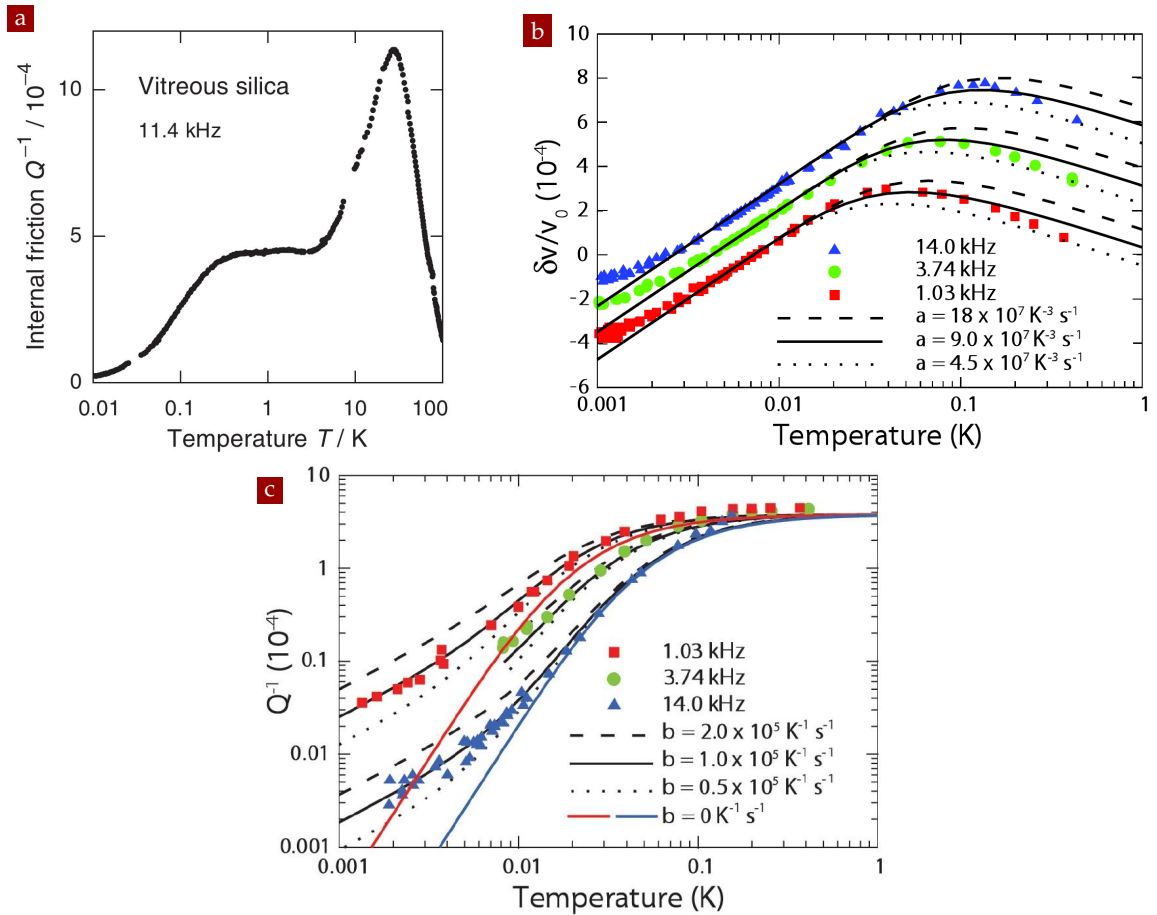 a
Internal friction Q⁻¹ / 10⁻⁴
10
5
0
Vitreous silica
11.4 kHz
0.01 0.1 1 10 100
Temperature T / K
b
δv/v₀ (10⁻⁴)
10
8
6
4
2
0
-2
-4
-6
14.0 kHz
3.74 kHz
1.03 kHz
a = 18 x 10⁷ K⁻³ s⁻¹
a = 9.0 x 10⁷ K⁻³ s⁻¹
a = 4.5 x 10⁷ K⁻³ s⁻¹
0.001 0.01 0.1 1
Temperature (K)
c
Q⁻¹ (10⁻⁴)
10
1
0.1
0.01
0.001
1.03 kHz
3.74 kHz
14.0 kHz
b = 2.0 x 10⁵ K⁻¹ s⁻¹
b = 1.0 x 10⁵ K⁻¹ s⁻¹
b = 0.5 x 10⁵ K⁻¹ s⁻¹
b = 0 K⁻¹ s⁻¹
0.001 0.01 0.1 1
Temperature (K)